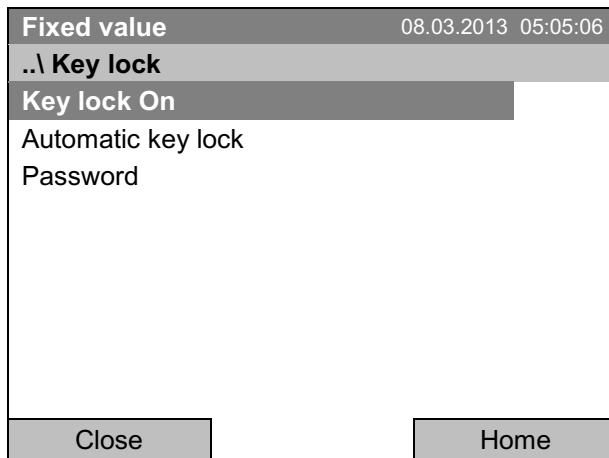 Fixed value 08.03.2013 05:05:06
..\ Key lock
Key lock On
Automatic key lock
Password
Close Home